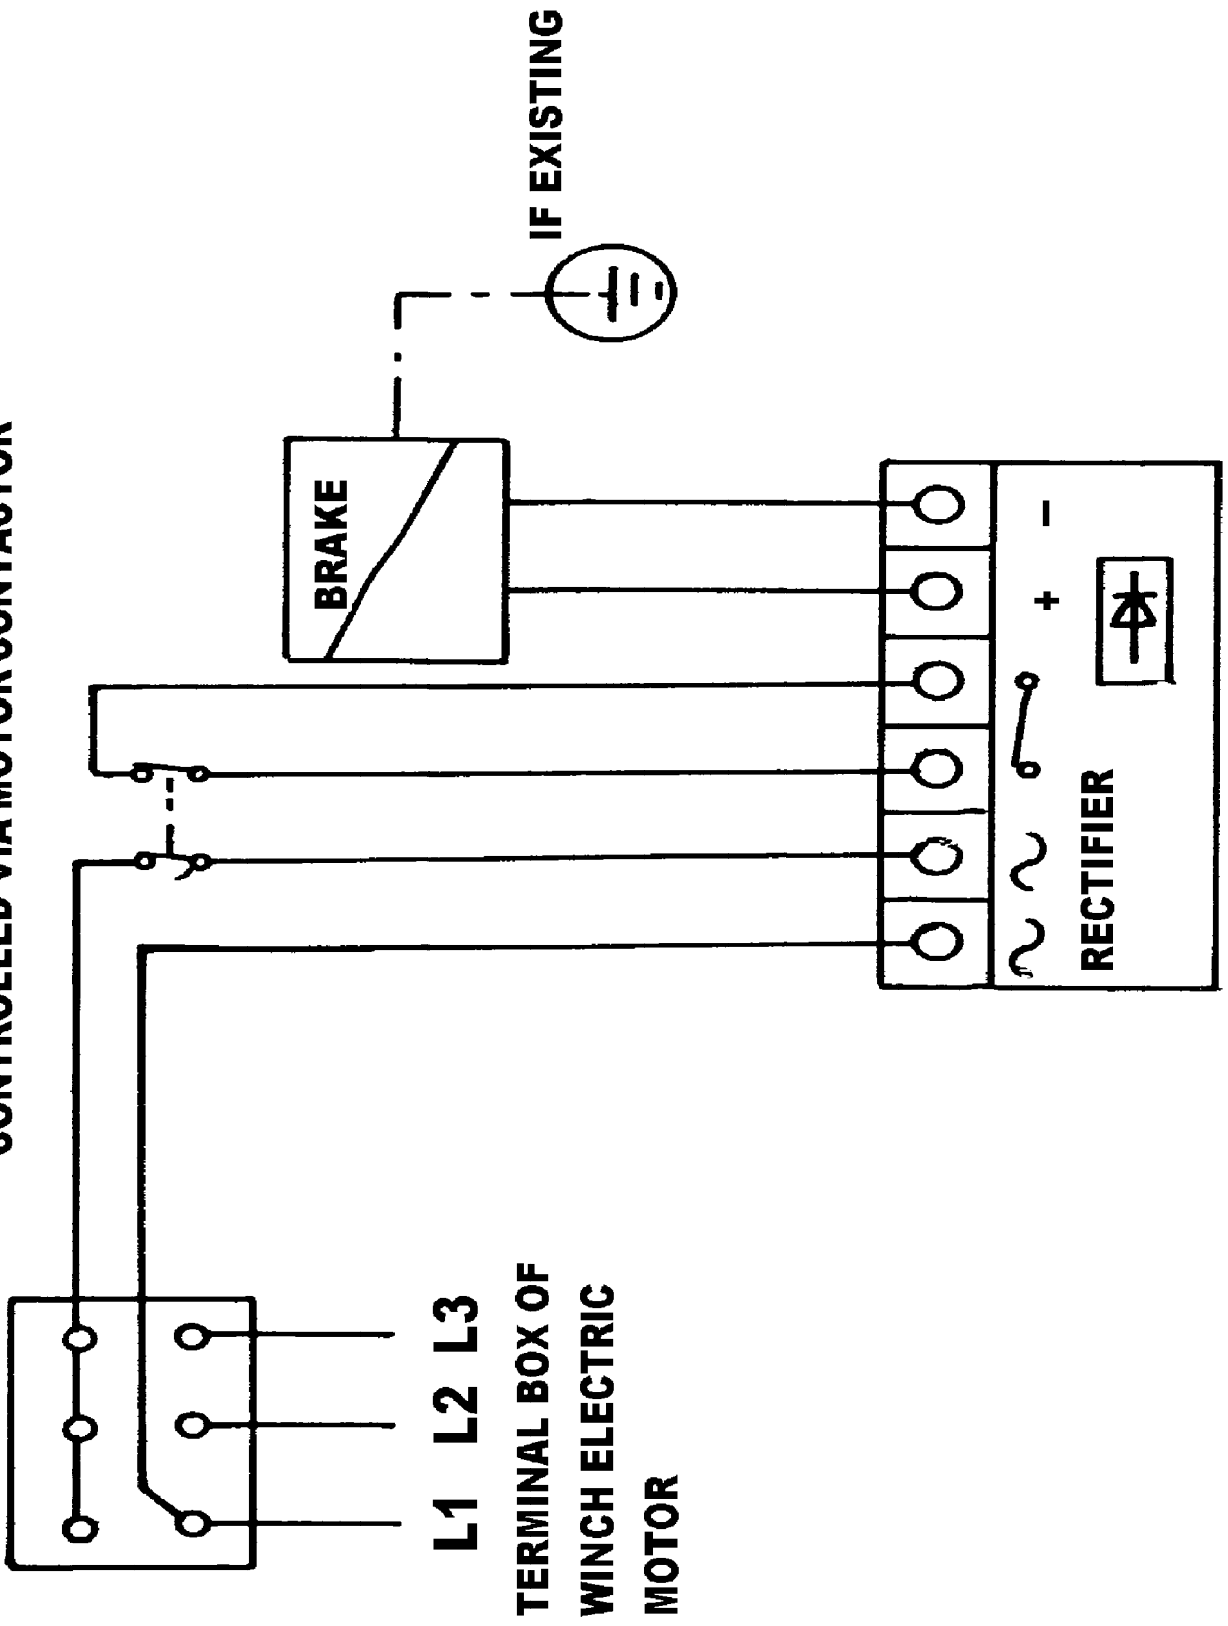 CONTROLLED VIA MOTOR CONTACTOR
IF EXISTING
BRAKE
+ −
RECTIFIER
L1 L2 L3
TERMINAL BOX OF
WINCH ELECTRIC
MOTOR